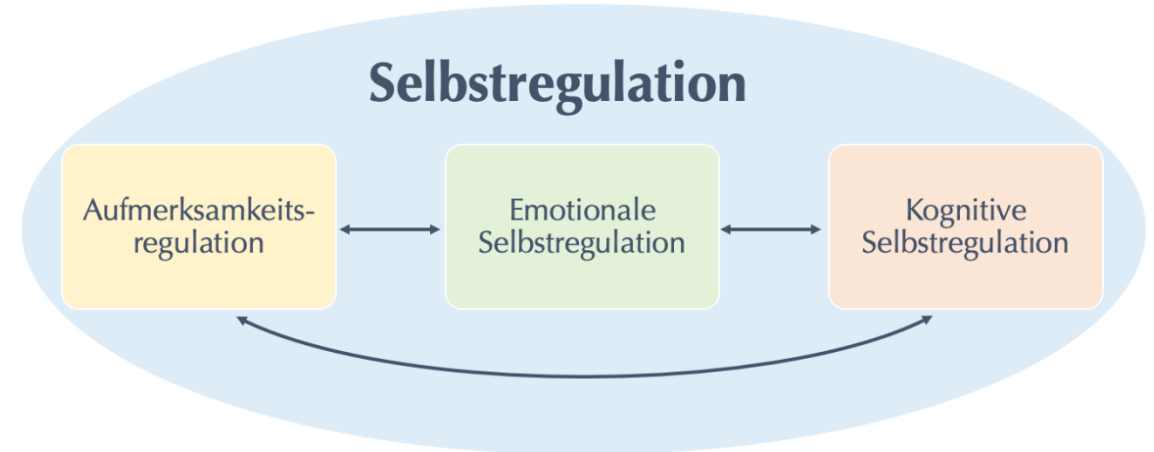 Selbstregulation
Aufmerksamkeits-
regulation
Emotionale
Selbstregulation
Kognitive
Selbstregulation